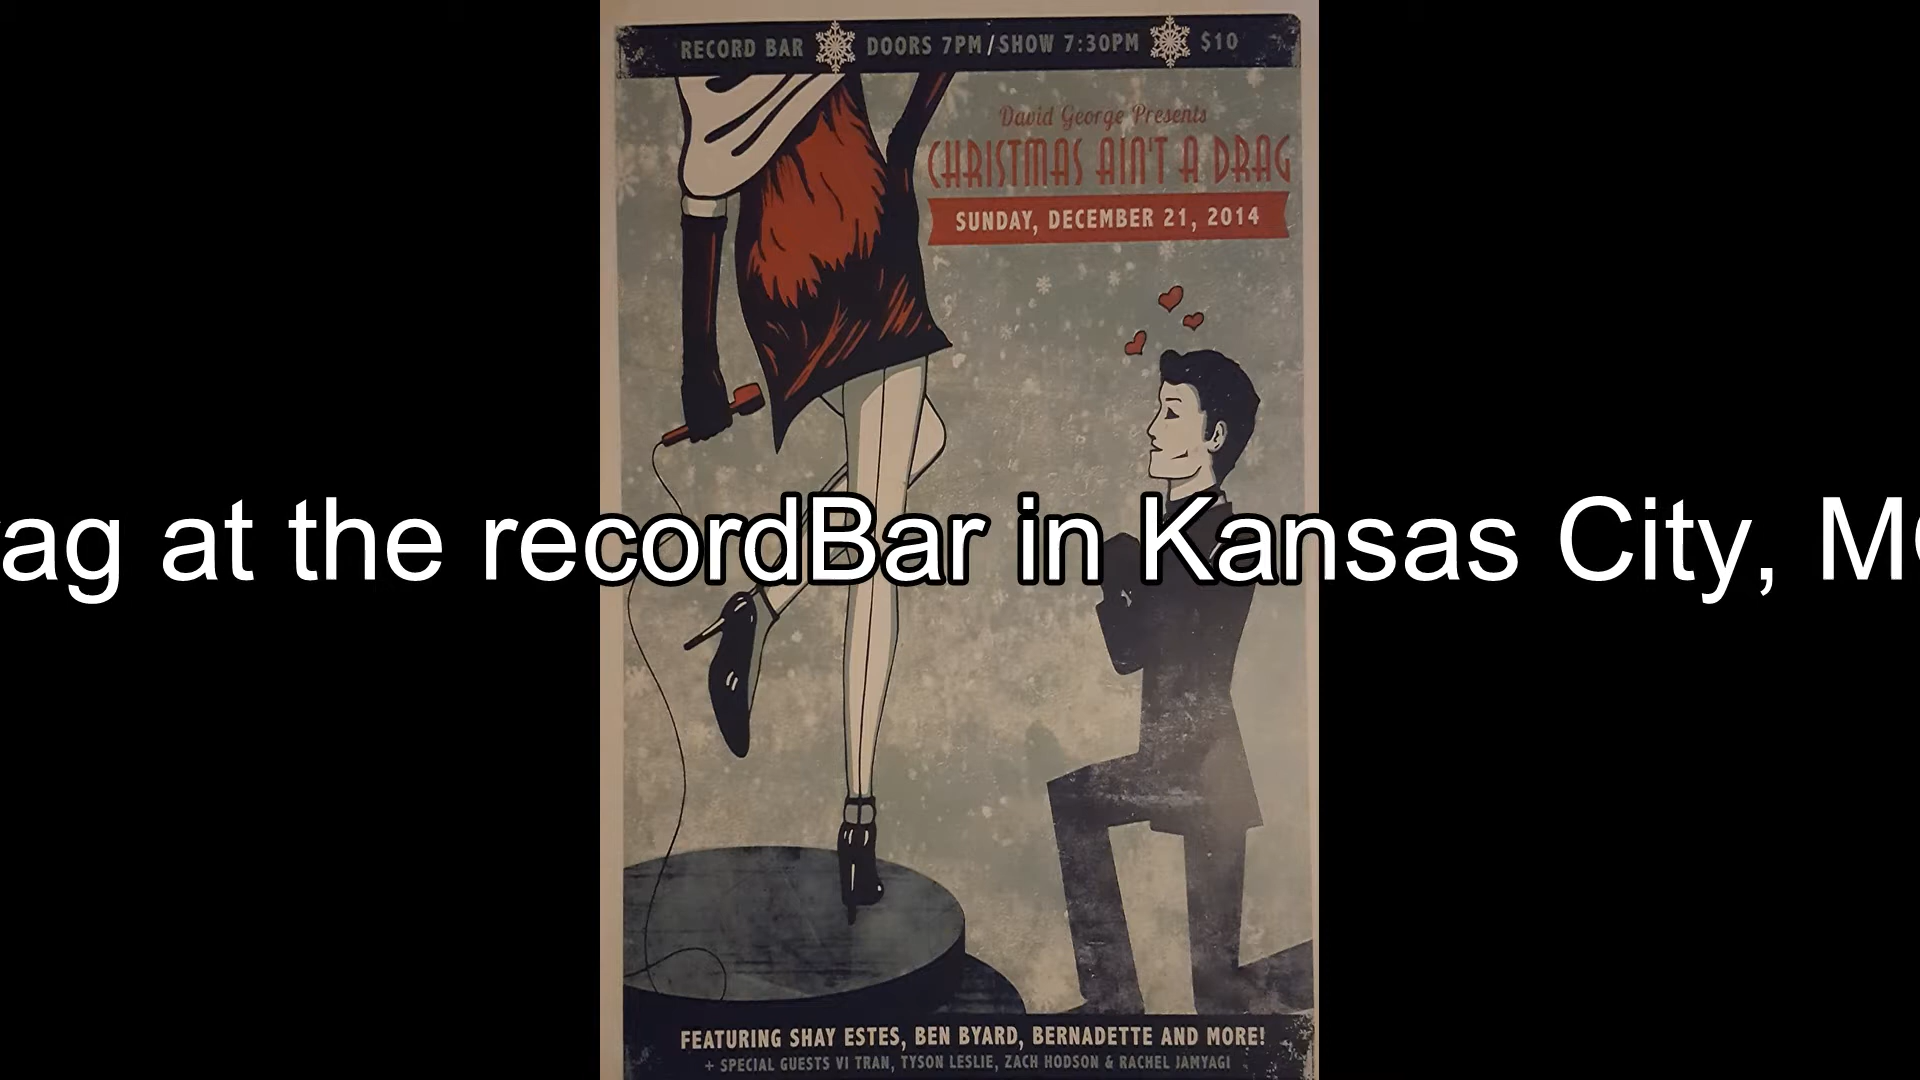 RECORD BAR DOORS 7PM/SHOW 7:30PM $10
David George Presents
CHRISTMAS AIN'T A DRAG
SUNDAY, DECEMBER 21, 2014
at the recordBar in Kansas City,
FEATURING SHAY ESTES, BEN BYARD, BERNADETTE AND MORE!
+ SPECIAL GUESTS VI TRAN, TYSON LESLIE, ZACH HODSON & RACHEL JAMYAGI